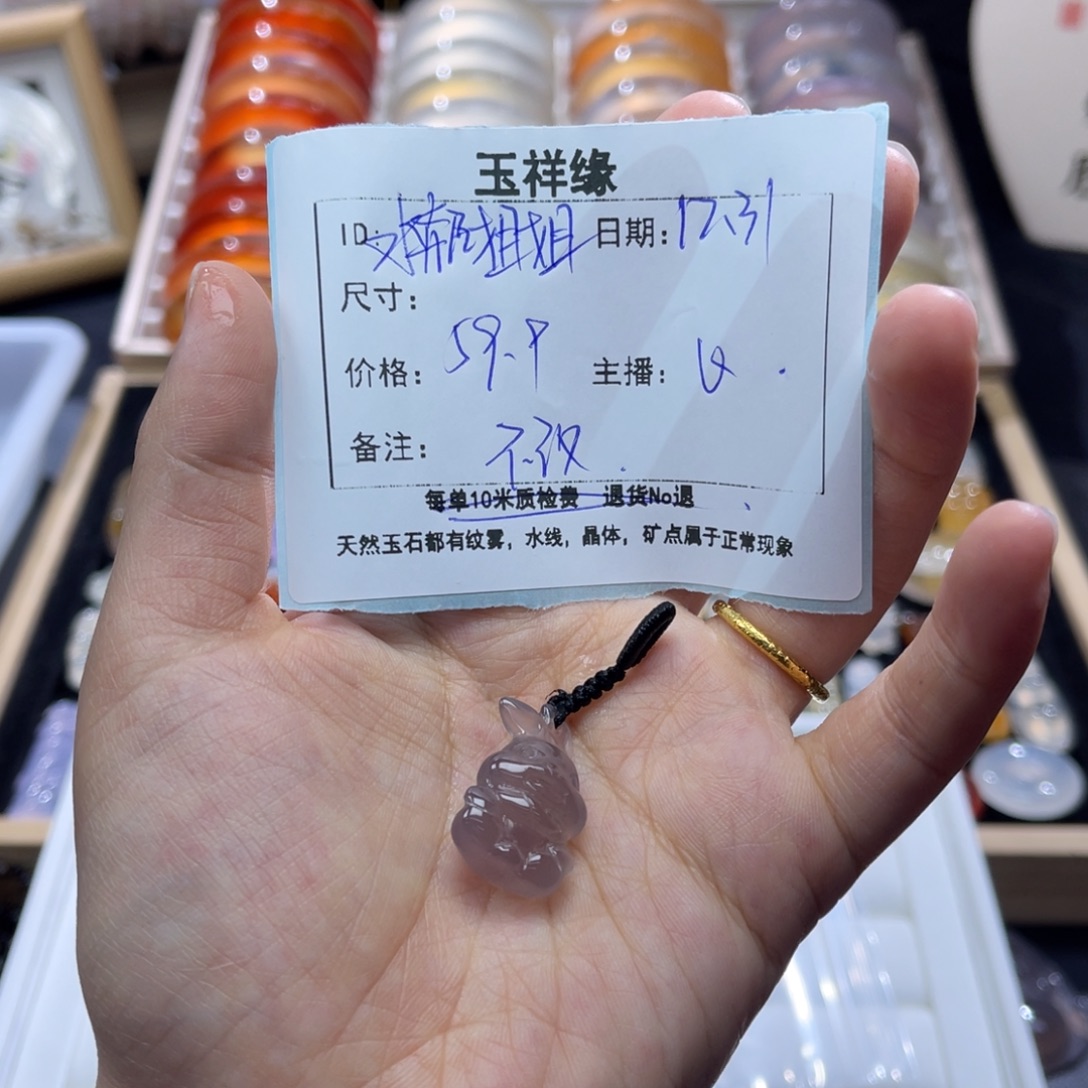 玉祥缘
ID: 姐姐 日期: 12.31
尺寸:
价格: 59.9 主播:
备注:
每单10米质检费 退货No退
天然玉石都有纹雾, 水线, 晶体, 矿点属于正常现象